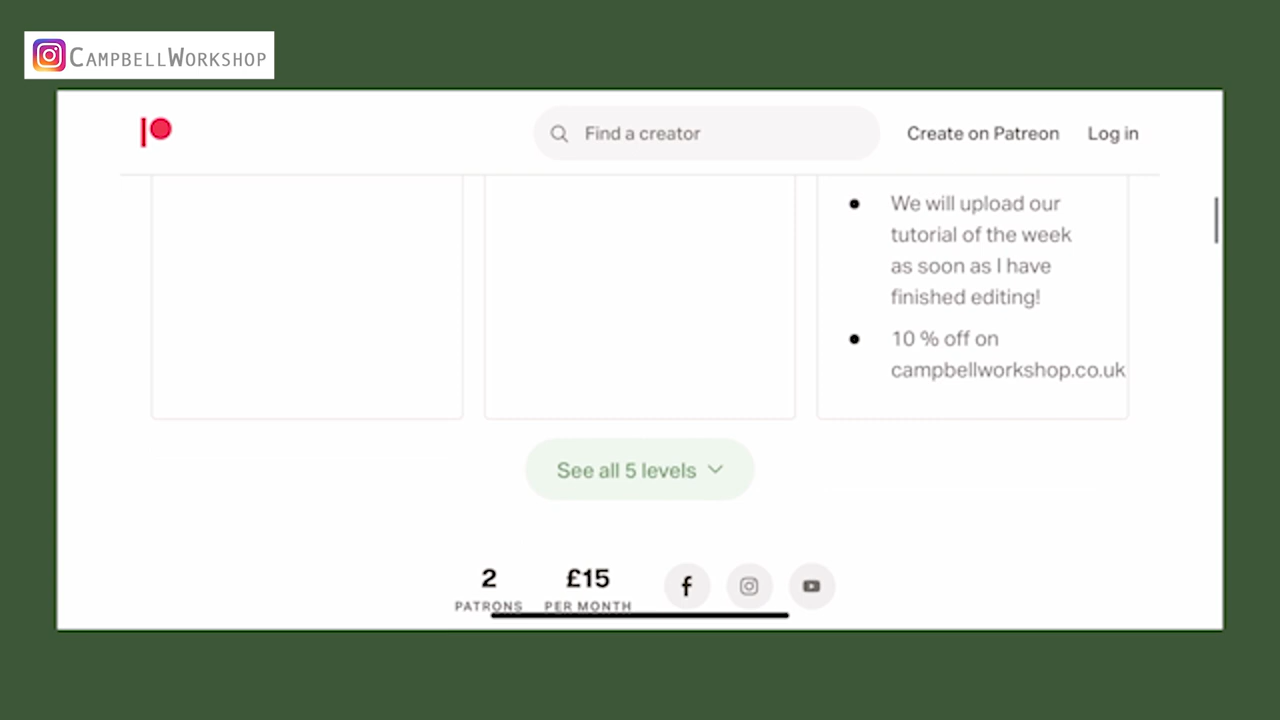 CAMPBELLWORKSHOP
Find a creator
Create on Patreon
Log in
We will upload our
tutorial of the week
as soon as I have
finished editing!
10 % off on
campbellworkshop.co.uk
See all 5 levels
2
£15
PATRONS
PER MONTH